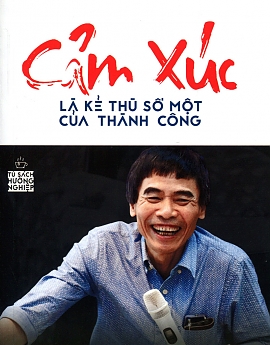 Cảm Xúc
LÀ KẺ THÙ SỐ MỘT
CỦA THÀNH CÔNG
TỦ SÁCH
HƯỚNG
NGHIỆP